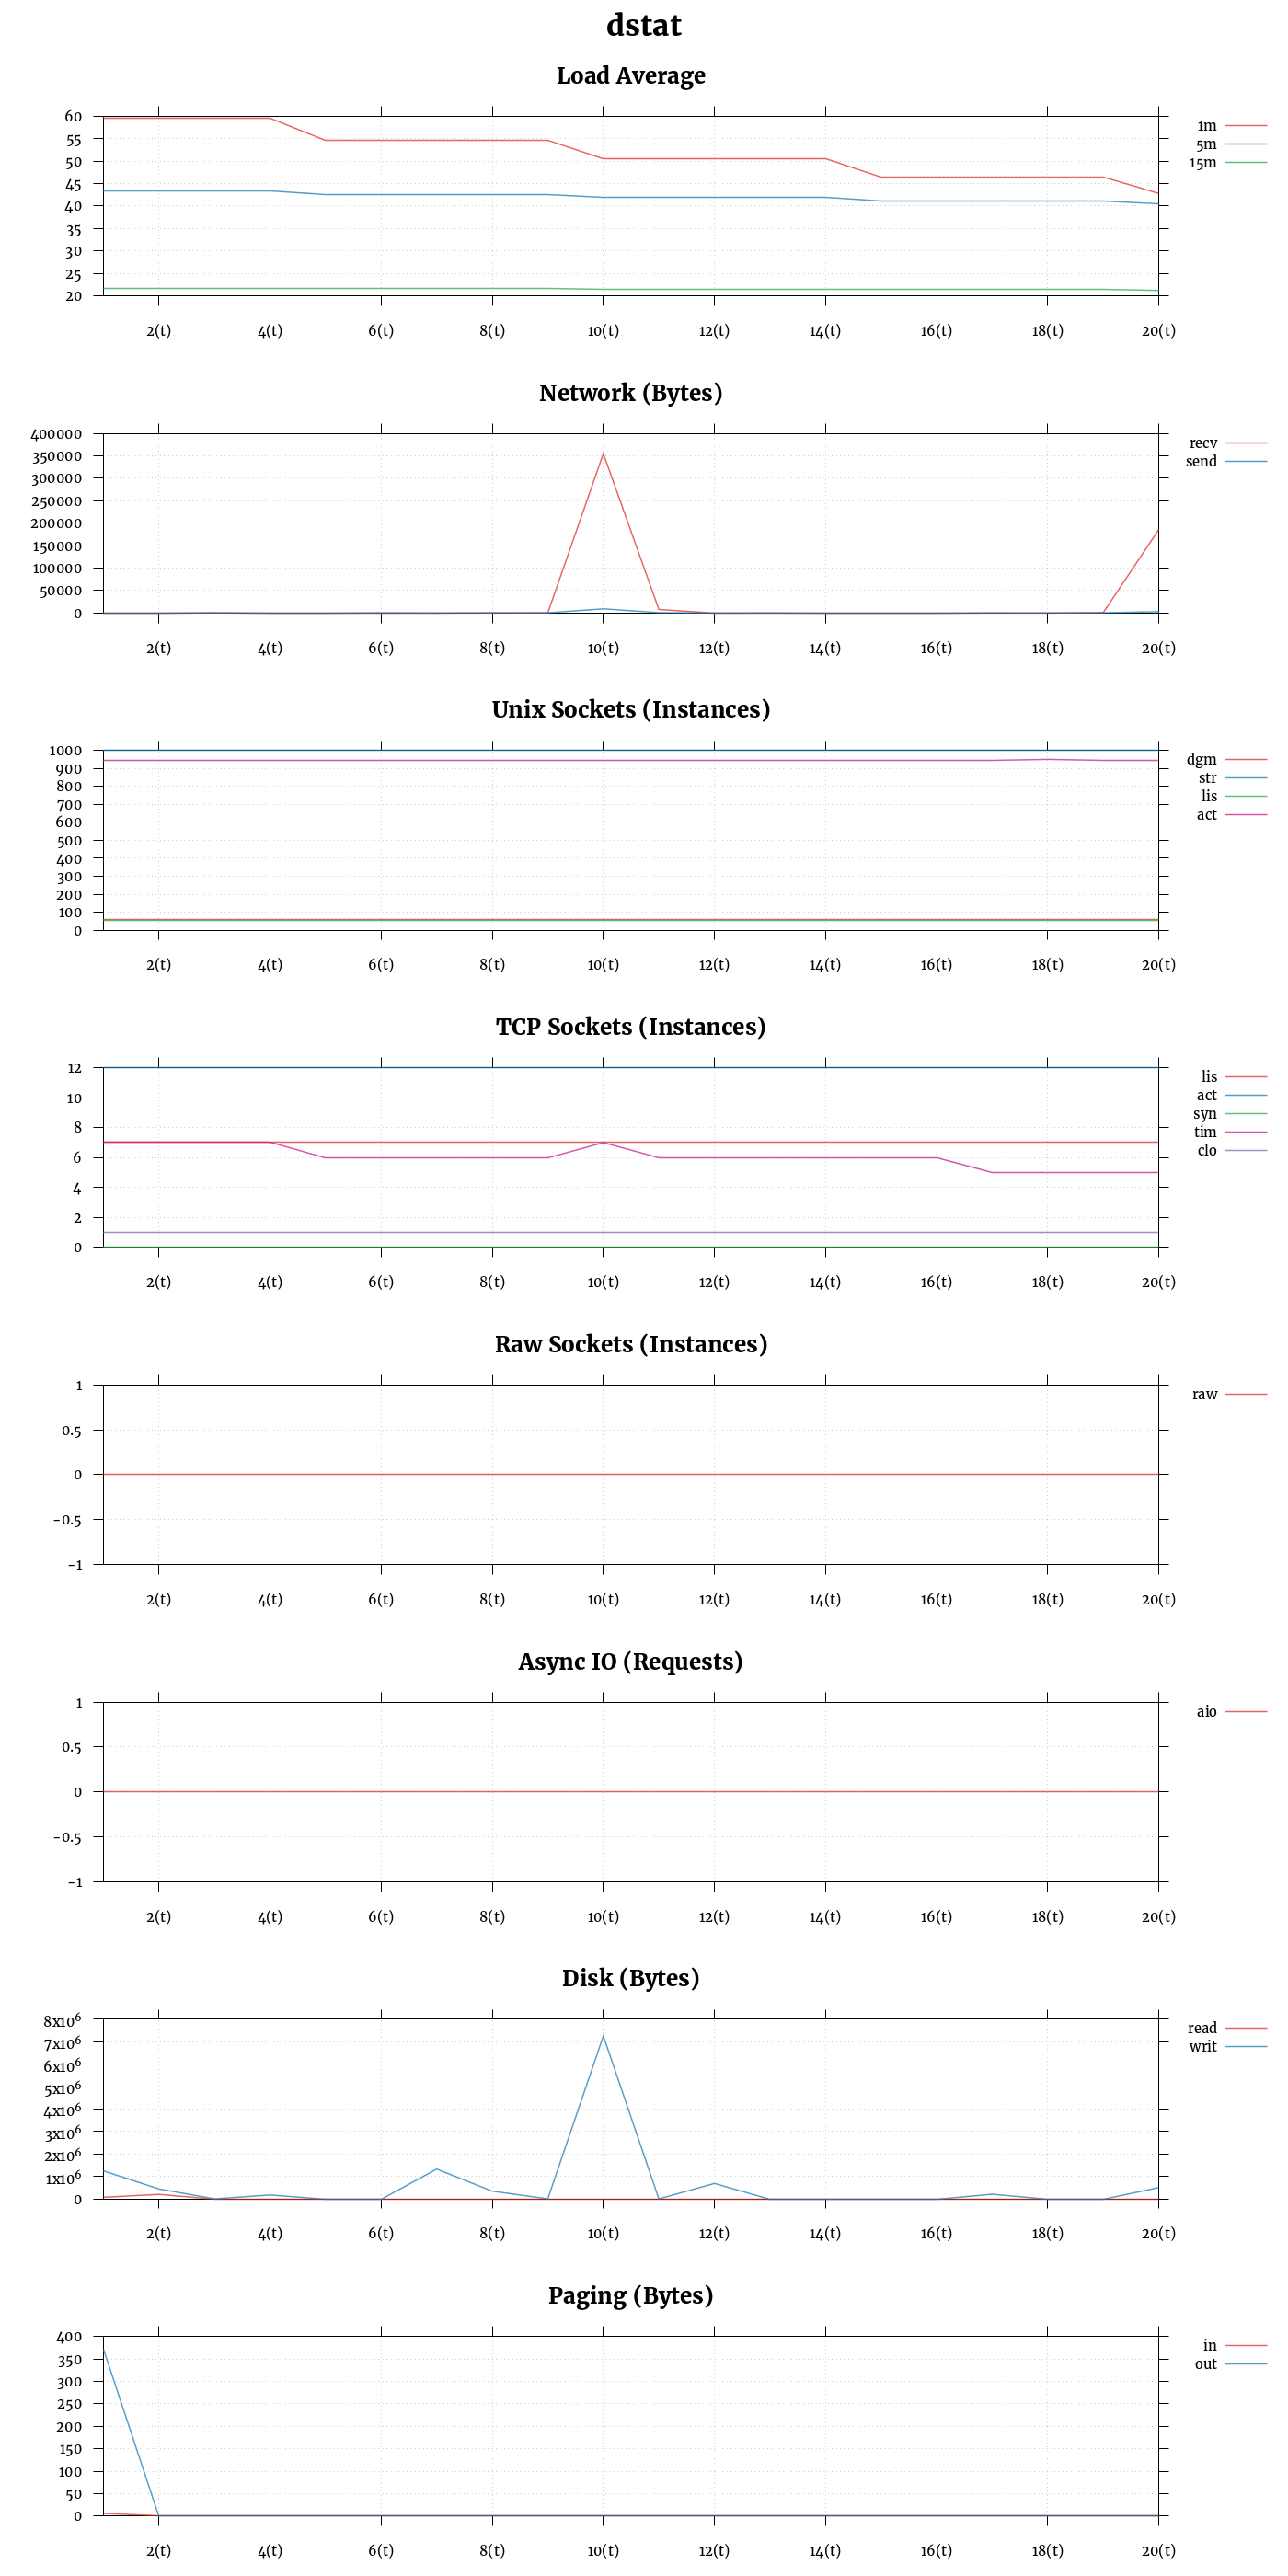 dstat
Load Average
60
55
50
45
40
35
30
25
20
1m
5m
15m
2(t) 4(t) 6(t) 8(t) 10(t) 12(t) 14(t) 16(t) 18(t) 20(t)
Network (Bytes)
400000
350000
300000
250000
200000
150000
100000
50000
0
recv
send
2(t) 4(t) 6(t) 8(t) 10(t) 12(t) 14(t) 16(t) 18(t) 20(t)
Unix Sockets (Instances)
1000
900
800
700
600
500
400
300
200
100
0
dgm
str
lis
act
2(t) 4(t) 6(t) 8(t) 10(t) 12(t) 14(t) 16(t) 18(t) 20(t)
TCP Sockets (Instances)
12
10
8
6
4
2
0
lis
act
syn
tim
clo
2(t) 4(t) 6(t) 8(t) 10(t) 12(t) 14(t) 16(t) 18(t) 20(t)
Raw Sockets (Instances)
1
0.5
0
-0.5
-1
raw
2(t) 4(t) 6(t) 8(t) 10(t) 12(t) 14(t) 16(t) 18(t) 20(t)
Async IO (Requests)
1
0.5
0
-0.5
-1
aio
2(t) 4(t) 6(t) 8(t) 10(t) 12(t) 14(t) 16(t) 18(t) 20(t)
Disk (Bytes)
8x10⁶
7x10⁶
6x10⁶
5x10⁶
4x10⁶
3x10⁶
2x10⁶
1x10⁶
0
read
writ
2(t) 4(t) 6(t) 8(t) 10(t) 12(t) 14(t) 16(t) 18(t) 20(t)
Paging (Bytes)
400
350
300
250
200
150
100
50
0
in
out
2(t) 4(t) 6(t) 8(t) 10(t) 12(t) 14(t) 16(t) 18(t) 20(t)